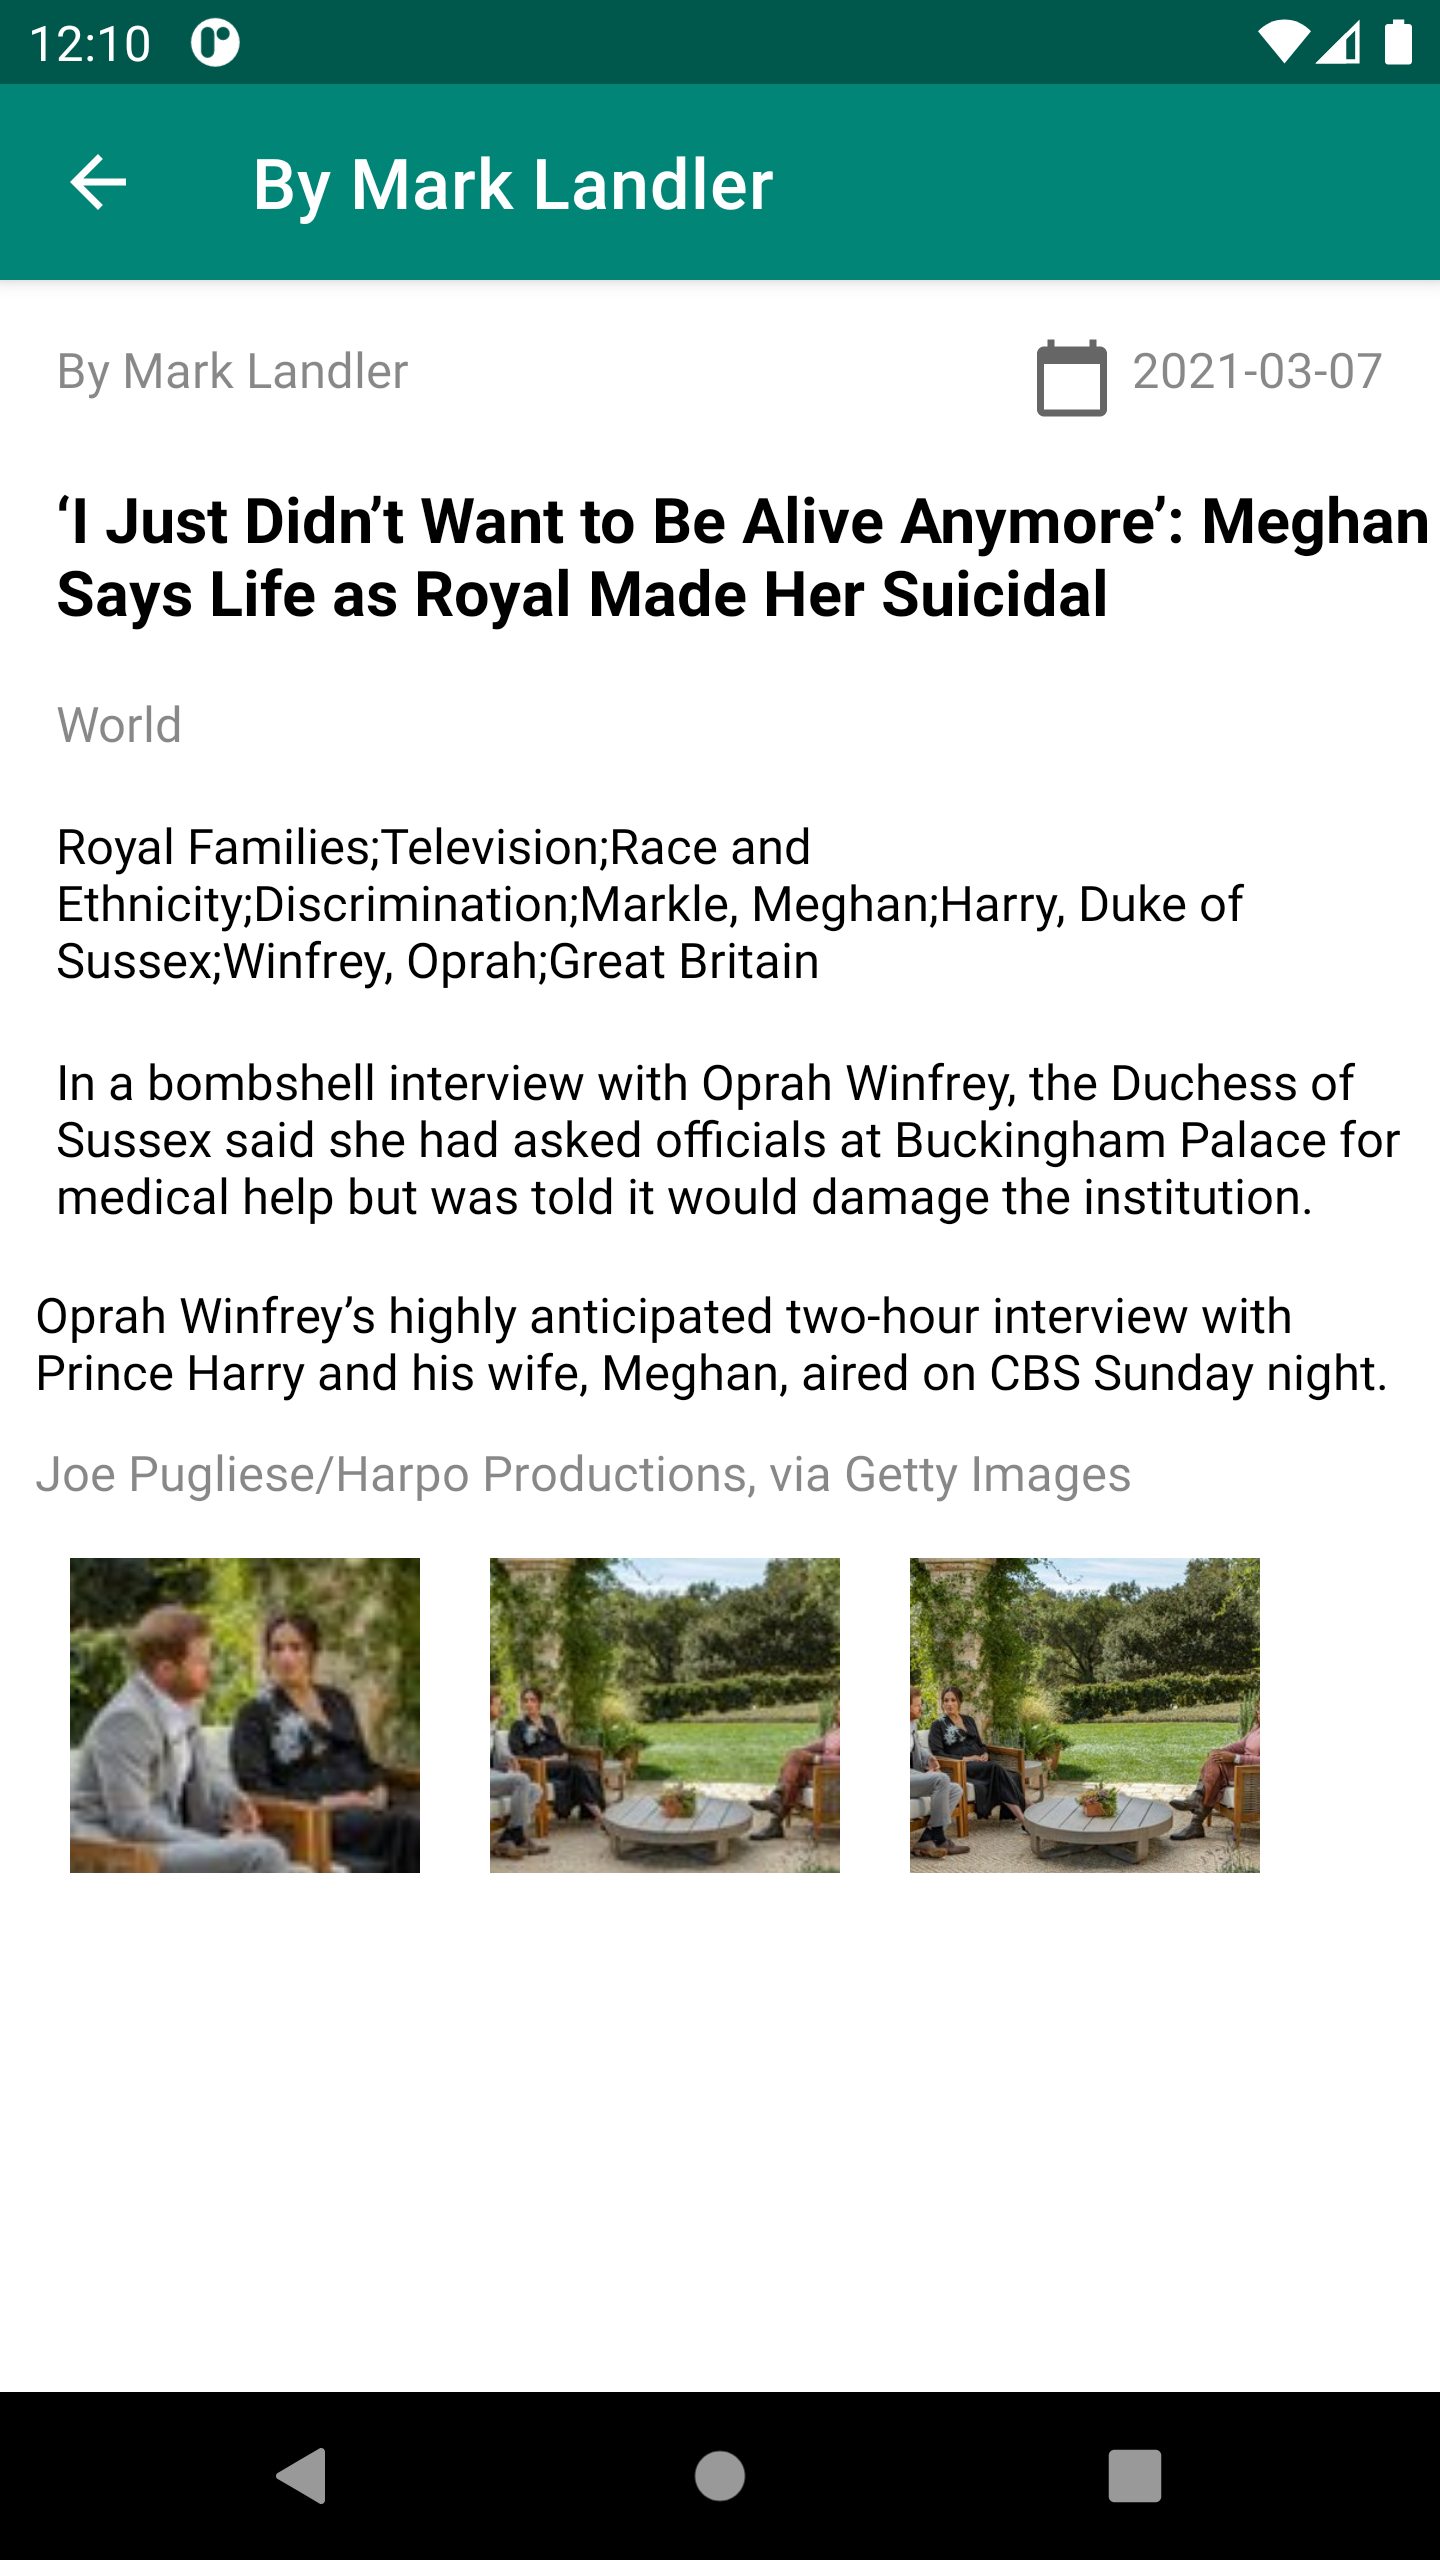 12:10
By Mark Landler
By Mark Landler
2021-03-07
‘I Just Didn’t Want to Be Alive Anymore’: Meghan
Says Life as Royal Made Her Suicidal
World
Royal Families;Television;Race and
Ethnicity;Discrimination;Markle, Meghan;Harry, Duke of
Sussex;Winfrey, Oprah;Great Britain
In a bombshell interview with Oprah Winfrey, the Duchess of
Sussex said she had asked officials at Buckingham Palace for
medical help but was told it would damage the institution.
Oprah Winfrey’s highly anticipated two-hour interview with
Prince Harry and his wife, Meghan, aired on CBS Sunday night.
Joe Pugliese/Harpo Productions, via Getty Images